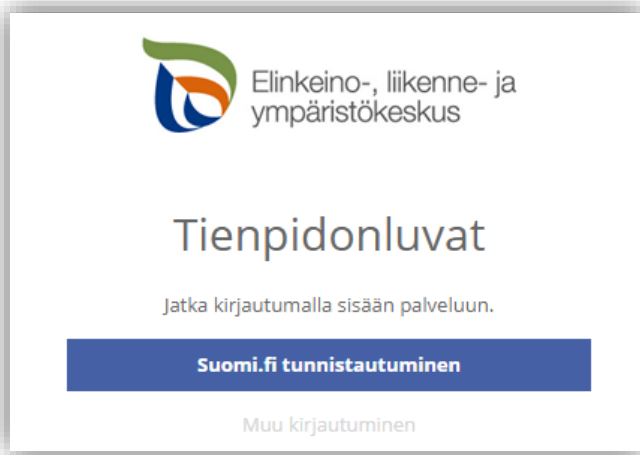 Elinkeino-, liikenne- ja
ympäristökeskus
Tienpidonluvat
Jatka kirjautumalla sisään palveluun.
Suomi.fi tunnistautuminen
Muu kirjautuminen